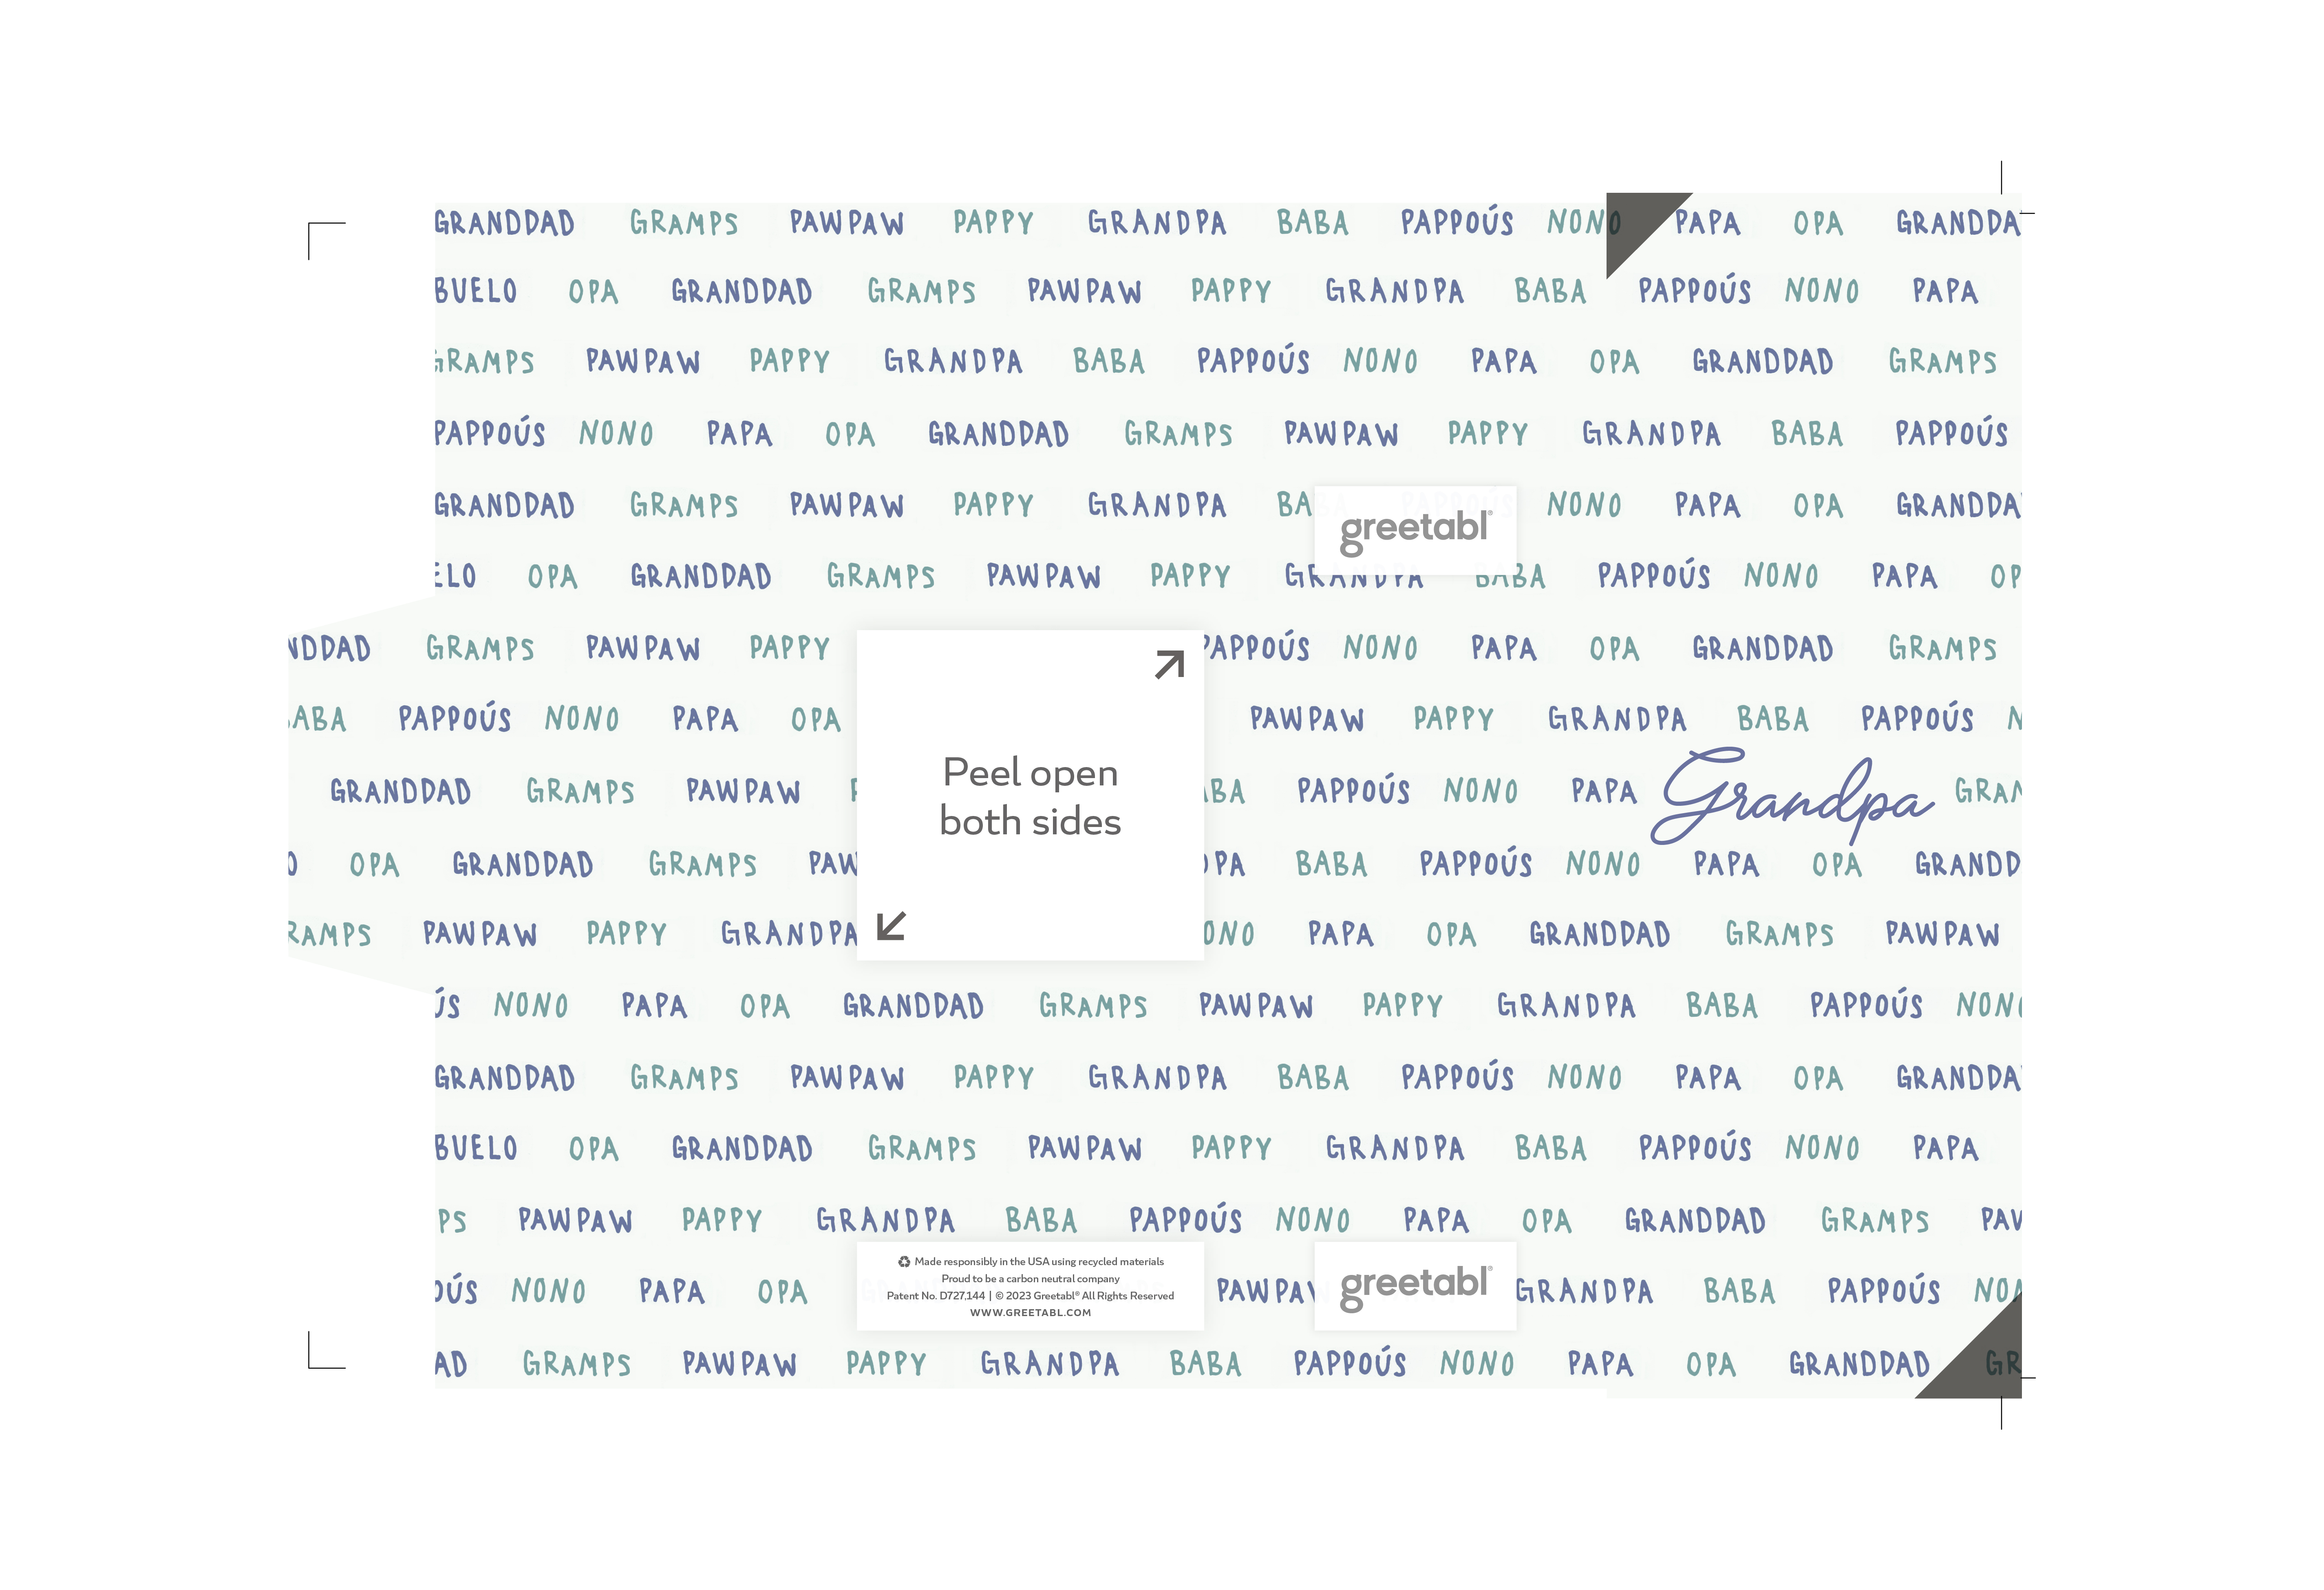 GRANDDAD GRAMPS PAWPAW PAPPY GRANDPA BABA PAPPOÚS NONO PAPA OPA GRANDDA
BUELO OPA GRANDDAD GRAMPS PAWPAW PAPPY GRANDPA BABA PAPPOÚS NONO PAPA
GRAMPS PAWPAW PAPPY GRANDPA BABA PAPPOÚS NONO PAPA OPA GRANDDAD GRAMPS
PAPPOÚS NONO PAPA OPA GRANDDAD GRAMPS PAWPAW PAPPY GRANDPA BABA PAPPOÚS
GRANDDAD GRAMPS PAWPAW PAPPY GRANDPA BABA PAPPOÚS NONO PAPA OPA GRANDDA
greetabl®
ELO OPA GRANDDAD GRAMPS PAWPAW PAPPY GRANDPA BABA PAPPOÚS NONO PAPA OP
NDDAD GRAMPS PAWPAW PAPPY PAPPOÚS NONO PAPA OPA GRANDDAD GRAMPS
ABA PAPPOÚS NONO PAPA OPA PAWPAW PAPPY GRANDPA BABA PAPPOÚS N
Peel open
both sides
GRANDDAD GRAMPS PAWPAW P ABA PAPPOÚS NONO PAPA Grandpa GRAM
O OPA GRANDDAD GRAMPS PAW DPA BABA PAPPOÚS NONO PAPA OPA GRANDD
RAMPS PAWPAW PAPPY GRANDPA ONO PAPA OPA GRANDDAD GRAMPS PAWPAW
ÚS NONO PAPA OPA GRANDDAD GRAMPS PAWPAW PAPPY GRANDPA BABA PAPPOÚS NONO
GRANDDAD GRAMPS PAWPAW PAPPY GRANDPA BABA PAPPOÚS NONO PAPA OPA GRANDDA
BUELO OPA GRANDDAD GRAMPS PAWPAW PAPPY GRANDPA BABA PAPPOÚS NONO PAPA
PS PAWPAW PAPPY GRANDPA BABA PAPPOÚS NONO PAPA OPA GRANDDAD GRAMPS PAW
Made responsibly in the USA using recycled materials
Proud to be a carbon neutral company
Patent No. D727,144 | © 2023 Greetabl® All Rights Reserved
WWW.GREETABL.COM
greetabl®
OÚS NONO PAPA OPA PAWPAW GRANDPA BABA PAPPOÚS NON
AD GRAMPS PAWPAW PAPPY GRANDPA BABA PAPPOÚS NONO PAPA OPA GRANDDAD GR